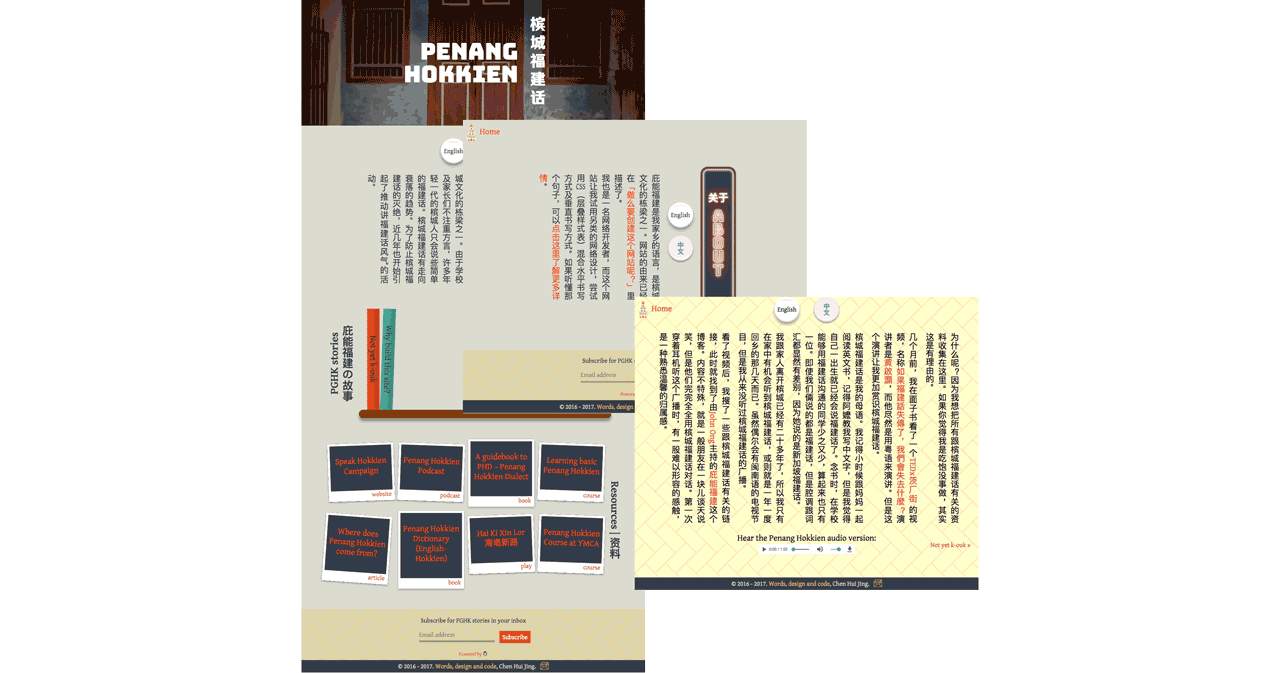 PENANG
HOKKIEN
槟城福建话
English
城文化的栋梁之一。由于学校
及家长们不注重方言，许多年
轻一代的槟城人只会说些简单
的福建话。槟城福建话有走向
衰落的趋势。为了防止槟城福
建话的灭绝，近几年也开始引
起了推动讲福建话风气的活
动。
庇能福建の故事
PGHK stories
Why build this site?
Not yet k-ouk
Speak Hokkien Campaign
website
Penang Hokkien Podcast
podcast
A guidebook to PHD – Penang Hokkien Dialect
book
Learning basic Penang Hokkien
course
Where does Penang Hokkien come from?
article
Penang Hokkien Dictionary (English-Hokkien)
book
Hai Ki Xin Lor
海墘新路
play
Penang Hokkien Course at YMCA
course
Resources | 资料
Subscribe for PGHK stories in your inbox
Email address
Subscribe
Powered by
© 2016 - 2017. Words, design and code, Chen Hui Jing.
Home
关于
ABOUT
English
中文
庇能福建是我家乡的语言，是槟城
文化的栋梁之一。网站的由来已经
在「做么要创建这个网站呢？」里
描述了。
我也是一名网络开发者，而这个网
站让我试用另类的网络设计，尝试
用 CSS（层叠样式表）混合水平书写
方式及垂直书写方式。如果听懂那
个句子，可以点击这里了解更多详
情。
Subscribe for PGHK
Email address
Powered
© 2016 - 2017. Words, design
Home
English
中文
为什么呢？因为我想把所有跟槟城福建话有关的资
料收集在这里。如果你觉得我是吃饱没事做，其实
这是有理由的。
几个月前，我在面子书看了一个TEDx茨厂街的视
频，名称如果福建話失傳了，我們會失去什麼？演
讲者是黄啟灝，而他尽然是用粤语来演讲。但是这
个演讲让我更加赏识槟城福建话。
槟城福建话是我的母语。我记得小时候跟妈妈一起
阅读英文书，记得阿嬷教我写中文字，但是我觉得
自己一出生就已经会说福建话了。念书时，在学校
能够用福建话沟通的同学少之又少，算起来也只有
一位。即使我们俩说的都是福建话，但是腔调跟词
汇都显然有差别，因为她说的是新加坡福建话。
我跟家人离开槟城已经有二十多年了，所以我只有
在家中有机会听到槟城福建话，或则就是一年一度
回乡的那几天而已。虽然偶尔会有闽南语的电视节
目，但是我从来没听过槟城福建话的广播。
看了视频后，我搜了一些跟槟城福建话有关的链
接，此时就找到了由John Ong主持的庇能福建这个
博客。内容不特殊，就是一般朋友在一块儿谈天说
笑，但是他们完完全全用槟城福建话对话。第一次
穿着耳机听这个广播时，有一股难以形容的感触，
是一种熟悉温馨的归属感。
Hear the Penang Hokkien audio version:
Not yet k-ouk »
© 2016 - 2017. Words, design and code, Chen Hui Jing.